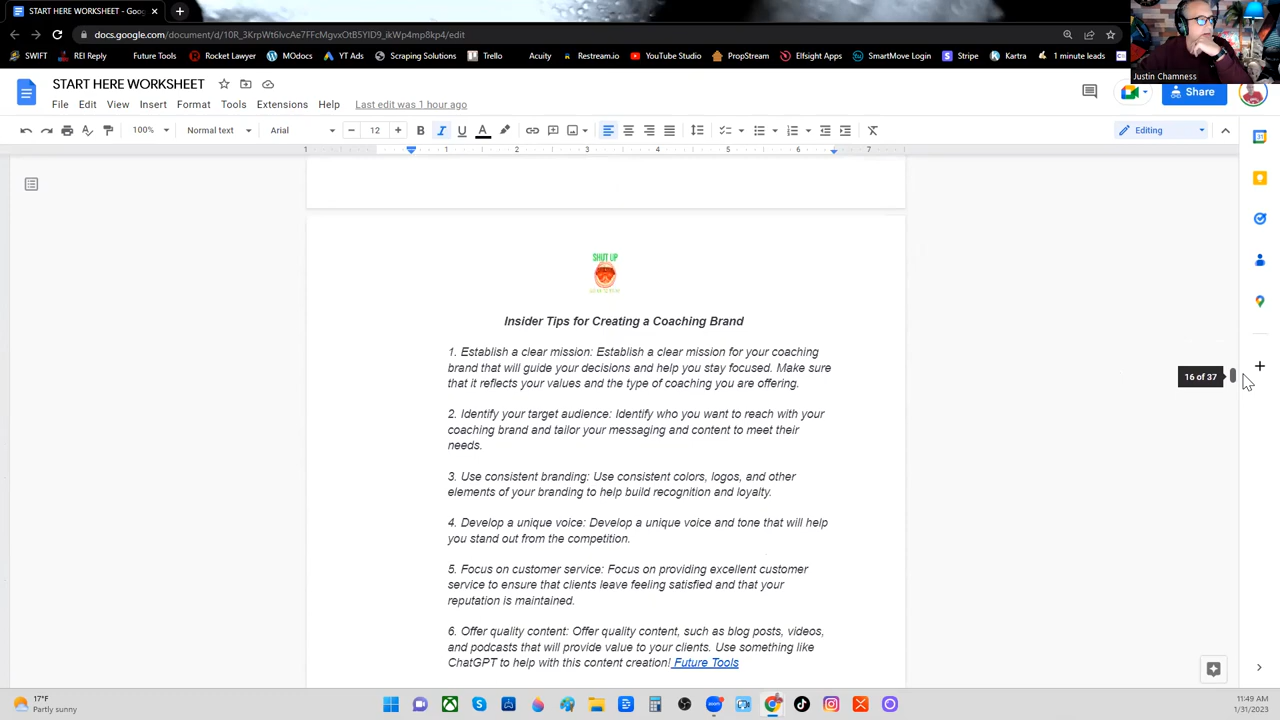 START HERE WORKSHEET - Goo
docs.google.com/document/d/10R_3KrpWt6lvcAe7FFcMgvxOtB5YlD9_ikWp4mp8kp4/edit
SWIFT REI Reply Future Tools Rocket Lawyer MOdocs YT Ads Scraping Solutions Trello Acuity Restream.io YouTube Studio PropStream Elfsight Apps SmartMove Login Stripe Kartra 1 minute leads
Justin Chamness
START HERE WORKSHEET
File Edit View Insert Format Tools Extensions Help Last edit was 1 hour ago
Share
100% Normal text Arial 12 Editing
1 1 2 3 4 5 6 7
SHUT UP
Insider Tips for Creating a Coaching Brand
1. Establish a clear mission: Establish a clear mission for your coaching
brand that will guide your decisions and help you stay focused. Make sure
that it reflects your values and the type of coaching you are offering.
16 of 37
2. Identify your target audience: Identify who you want to reach with your
coaching brand and tailor your messaging and content to meet their
needs.
3. Use consistent branding: Use consistent colors, logos, and other
elements of your branding to help build recognition and loyalty.
4. Develop a unique voice: Develop a unique voice and tone that will help
you stand out from the competition.
5. Focus on customer service: Focus on providing excellent customer
service to ensure that clients leave feeling satisfied and that your
reputation is maintained.
6. Offer quality content: Offer quality content, such as blog posts, videos,
and podcasts that will provide value to your clients. Use something like
ChatGPT to help with this content creation! Future Tools
17°F
Partly sunny
11:49 AM
1/31/2023